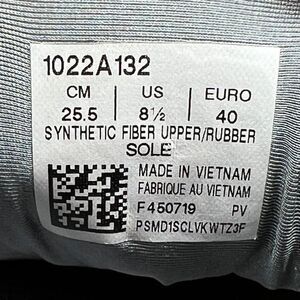 1022A132
CM US EURO
25.5 8½ 40
SYNTHETIC FIBER UPPER/RUBBER
SOLE
MADE IN VIETNAM
FABRIQUE AU VIETNAM
F450719 PV
PSMD1SCLVKWTZ3F